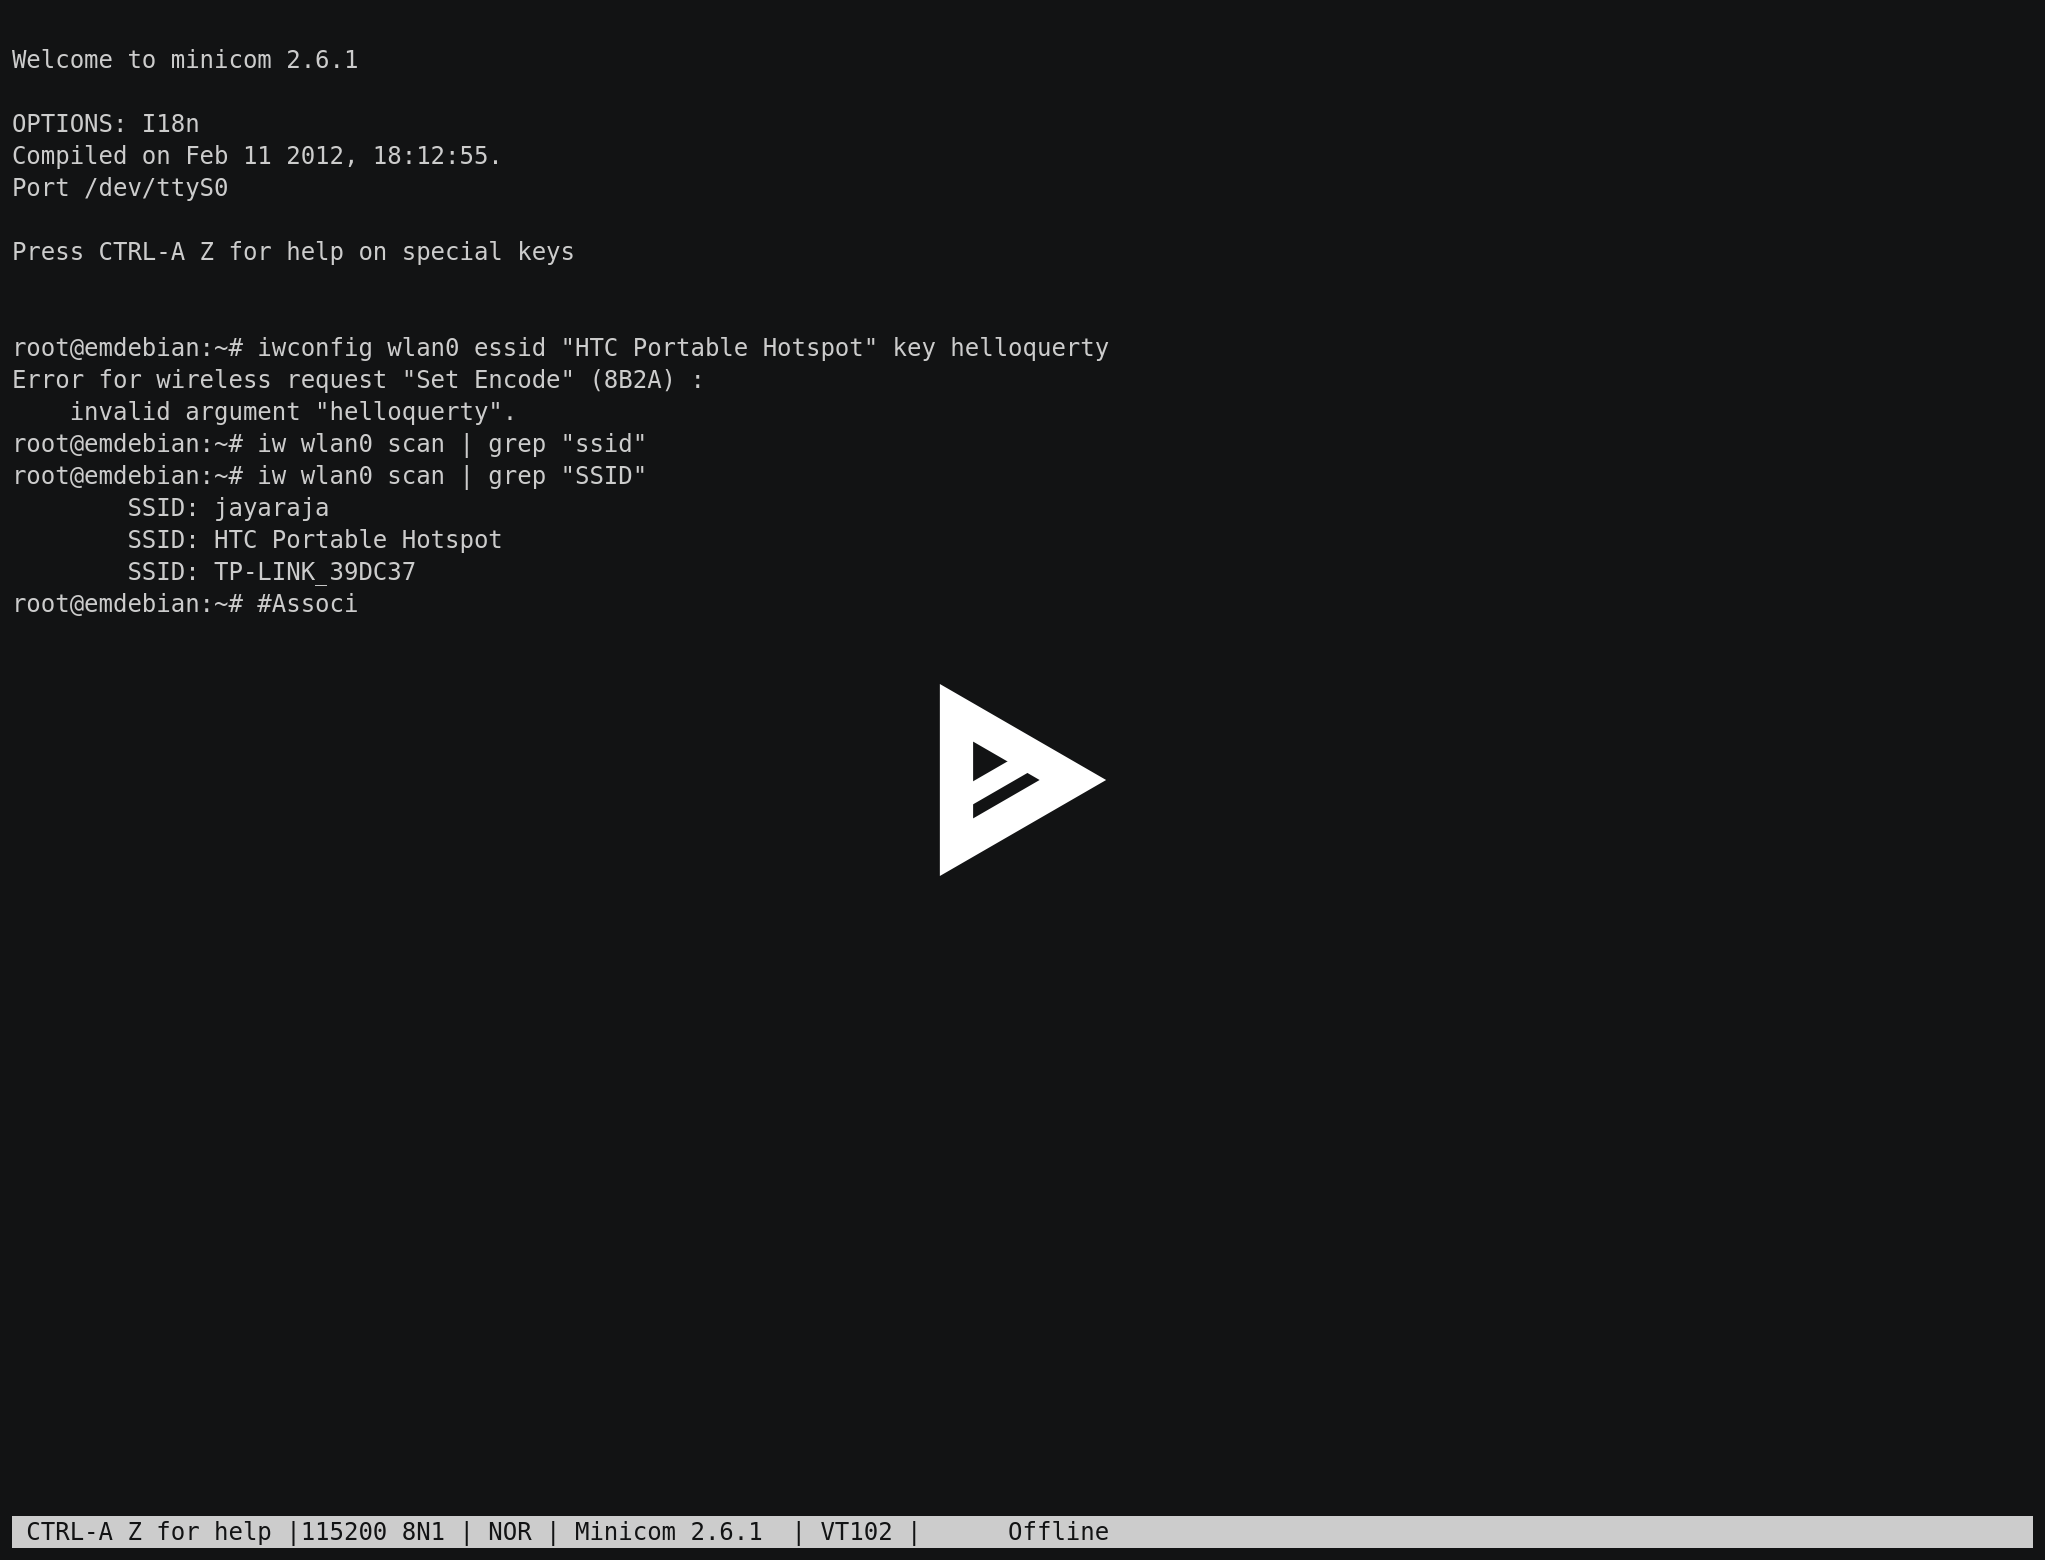 Welcome to minicom 2.6.1
OPTIONS: I18n
Compiled on Feb 11 2012, 18:12:55.
Port /dev/ttyS0
Press CTRL-A Z for help on special keys
root@emdebian:~# iwconfig wlan0 essid "HTC Portable Hotspot" key helloquerty
Error for wireless request "Set Encode" (8B2A) :
    invalid argument "helloquerty".
root@emdebian:~# iw wlan0 scan | grep "ssid"
root@emdebian:~# iw wlan0 scan | grep "SSID"
        SSID: jayaraja
        SSID: HTC Portable Hotspot
        SSID: TP-LINK_39DC37
root@emdebian:~# #Associ
CTRL-A Z for help |115200 8N1 | NOR | Minicom 2.6.1  | VT102 |      Offline